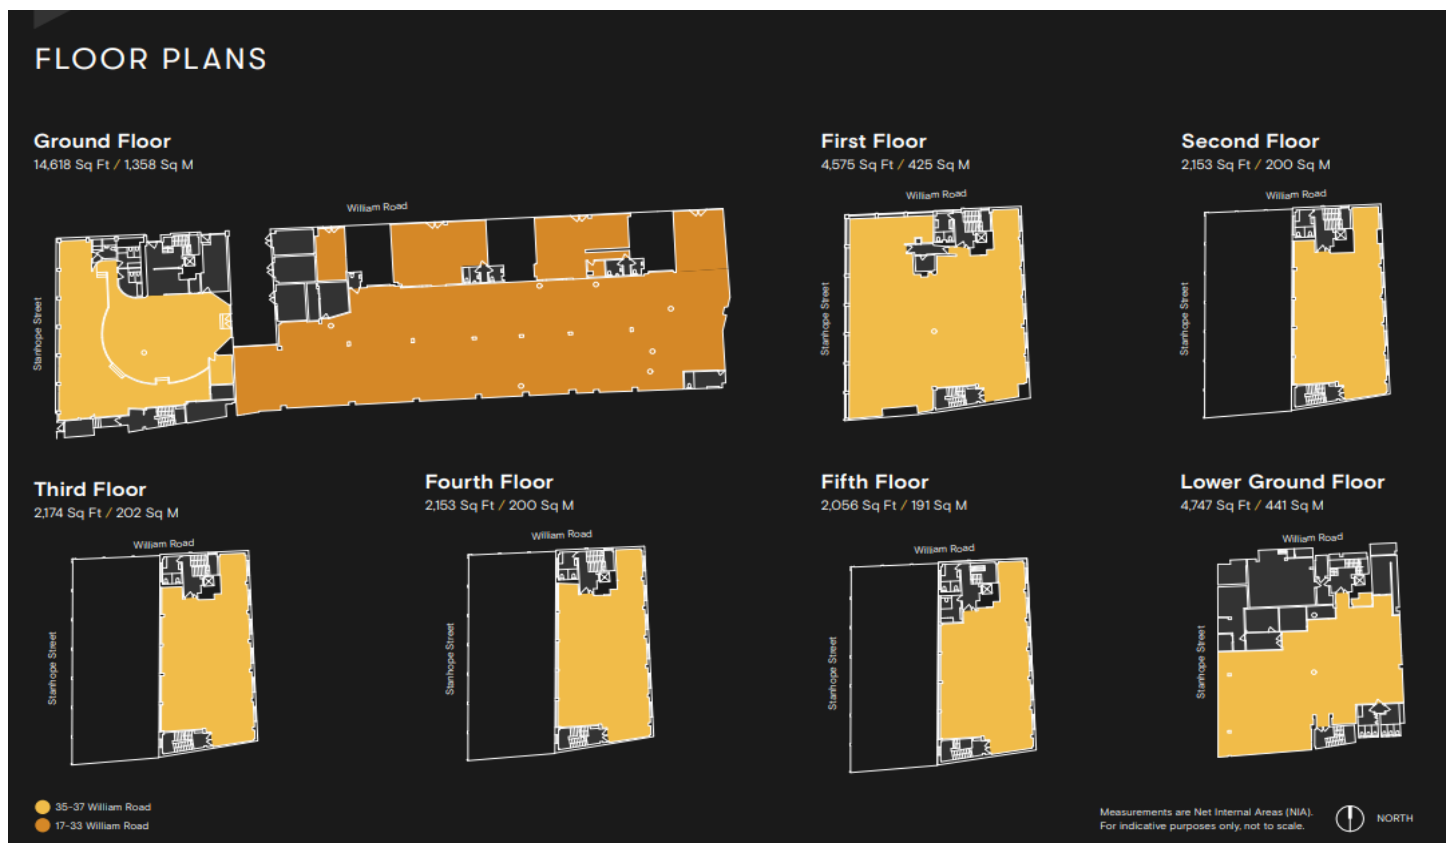 FLOOR PLANS
Ground Floor
14,618 Sq Ft / 1,358 Sq M
William Road
Stanhope Street
First Floor
4,575 Sq Ft / 425 Sq M
William Road
Stanhope Street
Second Floor
2,153 Sq Ft / 200 Sq M
William Road
Stanhope Street
Third Floor
2,174 Sq Ft / 202 Sq M
William Road
Stanhope Street
Fourth Floor
2,153 Sq Ft / 200 Sq M
William Road
Stanhope Street
Fifth Floor
2,056 Sq Ft / 191 Sq M
William Road
Stanhope Street
Lower Ground Floor
4,747 Sq Ft / 441 Sq M
William Road
Stanhope Street
35-37 William Road
17-33 William Road
Measurements are Net Internal Areas (NIA).
For indicative purposes only, not to scale.
NORTH